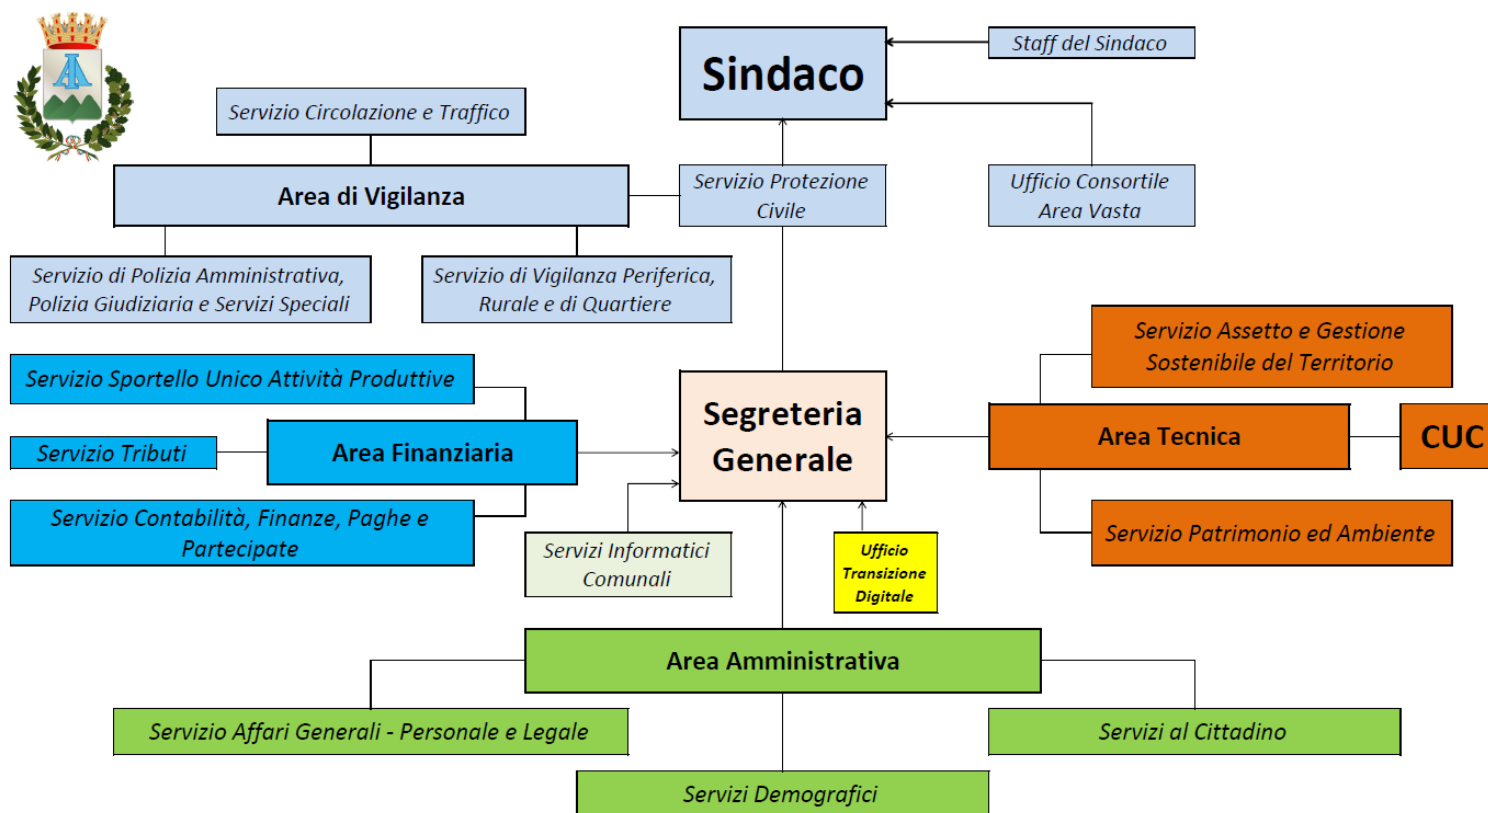 Sindaco
Staff del Sindaco
Servizio Circolazione e Traffico
Area di Vigilanza
Servizio Protezione
Civile
Ufficio Consortile
Area Vasta
Servizio di Polizia Amministrativa,
Polizia Giudiziaria e Servizi Speciali
Servizio di Vigilanza Periferica,
Rurale e di Quartiere
Servizio Assetto e Gestione
Sostenibile del Territorio
Servizio Sportello Unico Attività Produttive
Segreteria
Generale
Area Tecnica
CUC
Servizio Tributi
Area Finanziaria
Servizio Contabilità, Finanze, Paghe e
Partecipate
Servizi Informatici
Comunali
Ufficio
Transizione
Digitale
Servizio Patrimonio ed Ambiente
Area Amministrativa
Servizio Affari Generali - Personale e Legale
Servizi al Cittadino
Servizi Demografici